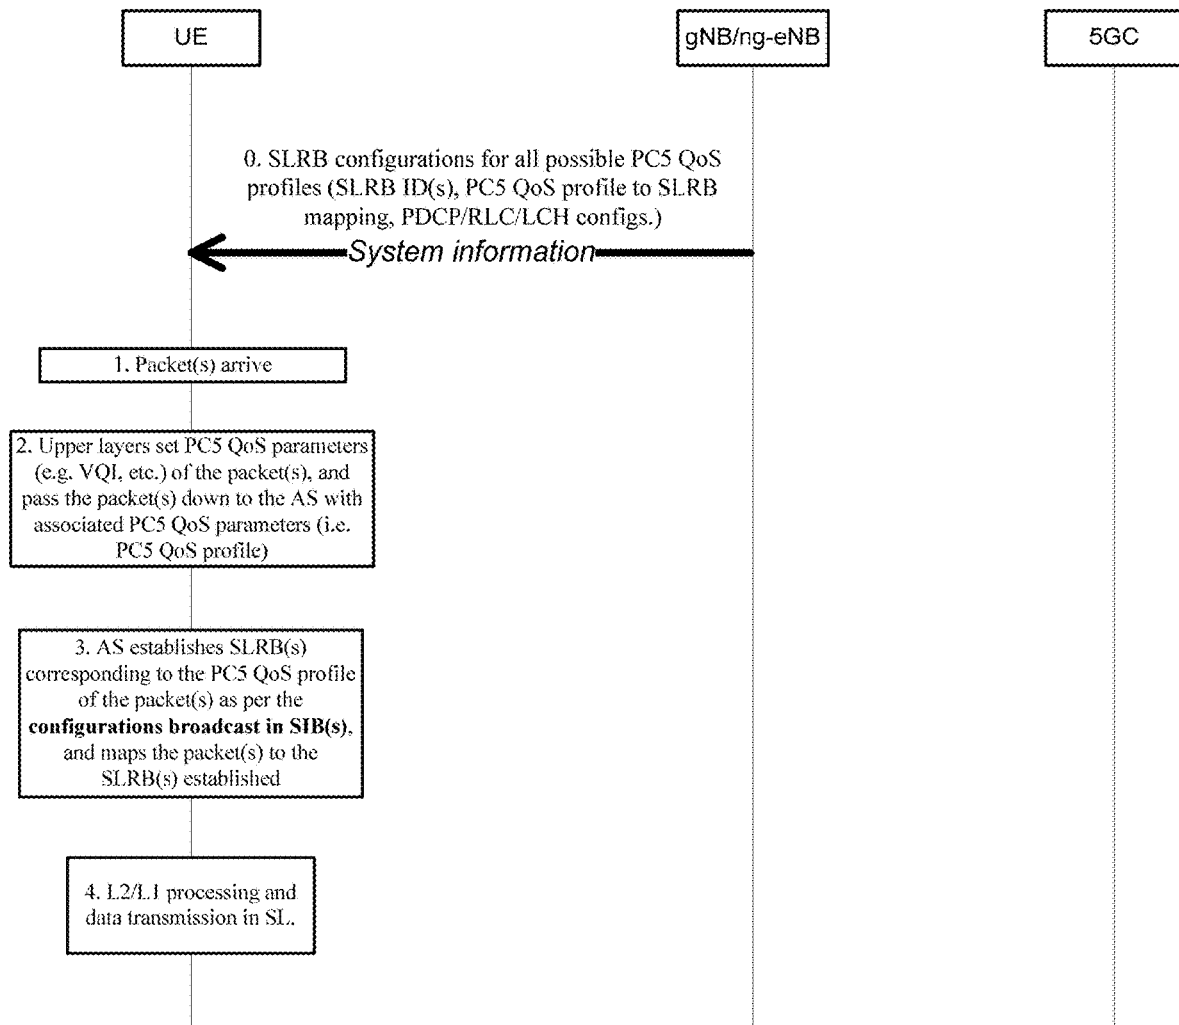 UE
gNB/ng-eNB
5GC
0. SLRB configurations for all possible PC5 QoS
profiles (SLRB ID(s), PC5 QoS profile to SLRB
mapping, PDCP/RLC/LCH configs.)
System information
1. Packet(s) arrive
2. Upper layers set PC5 QoS parameters
(e.g. VQI, etc.) of the packet(s), and
pass the packet(s) down to the AS with
associated PC5 QoS parameters (i.e.
PC5 QoS profile)
3. AS establishes SLRB(s)
corresponding to the PC5 QoS profile
of the packet(s) as per the
configurations broadcast in SIB(s),
and maps the packet(s) to the
SLRB(s) established
4. L2/L1 processing and
data transmission in SL.